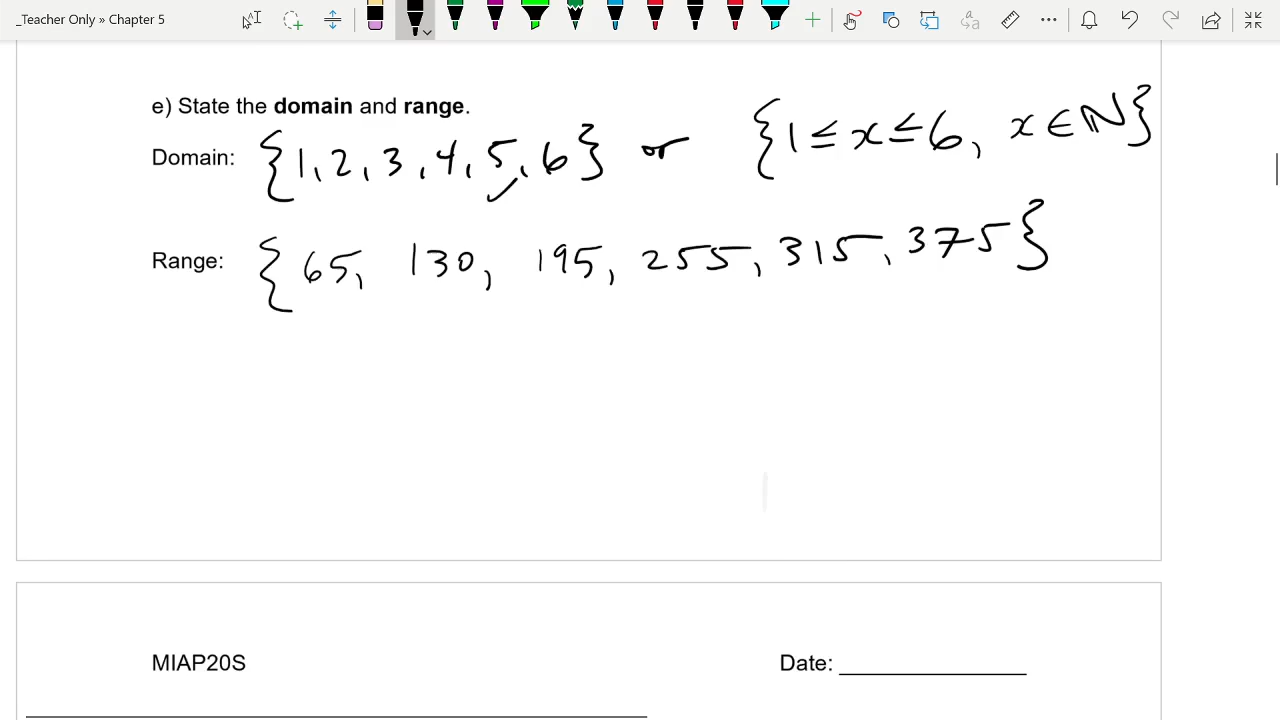 _Teacher Only » Chapter 5
e) State the domain and range.
Domain: {1, 2, 3, 4, 5, 6} or {1 ≤ x ≤ 6, x ∈ ℕ}
Range: {65, 130, 195, 255, 315, 375}
MIAP20S Date: ______________